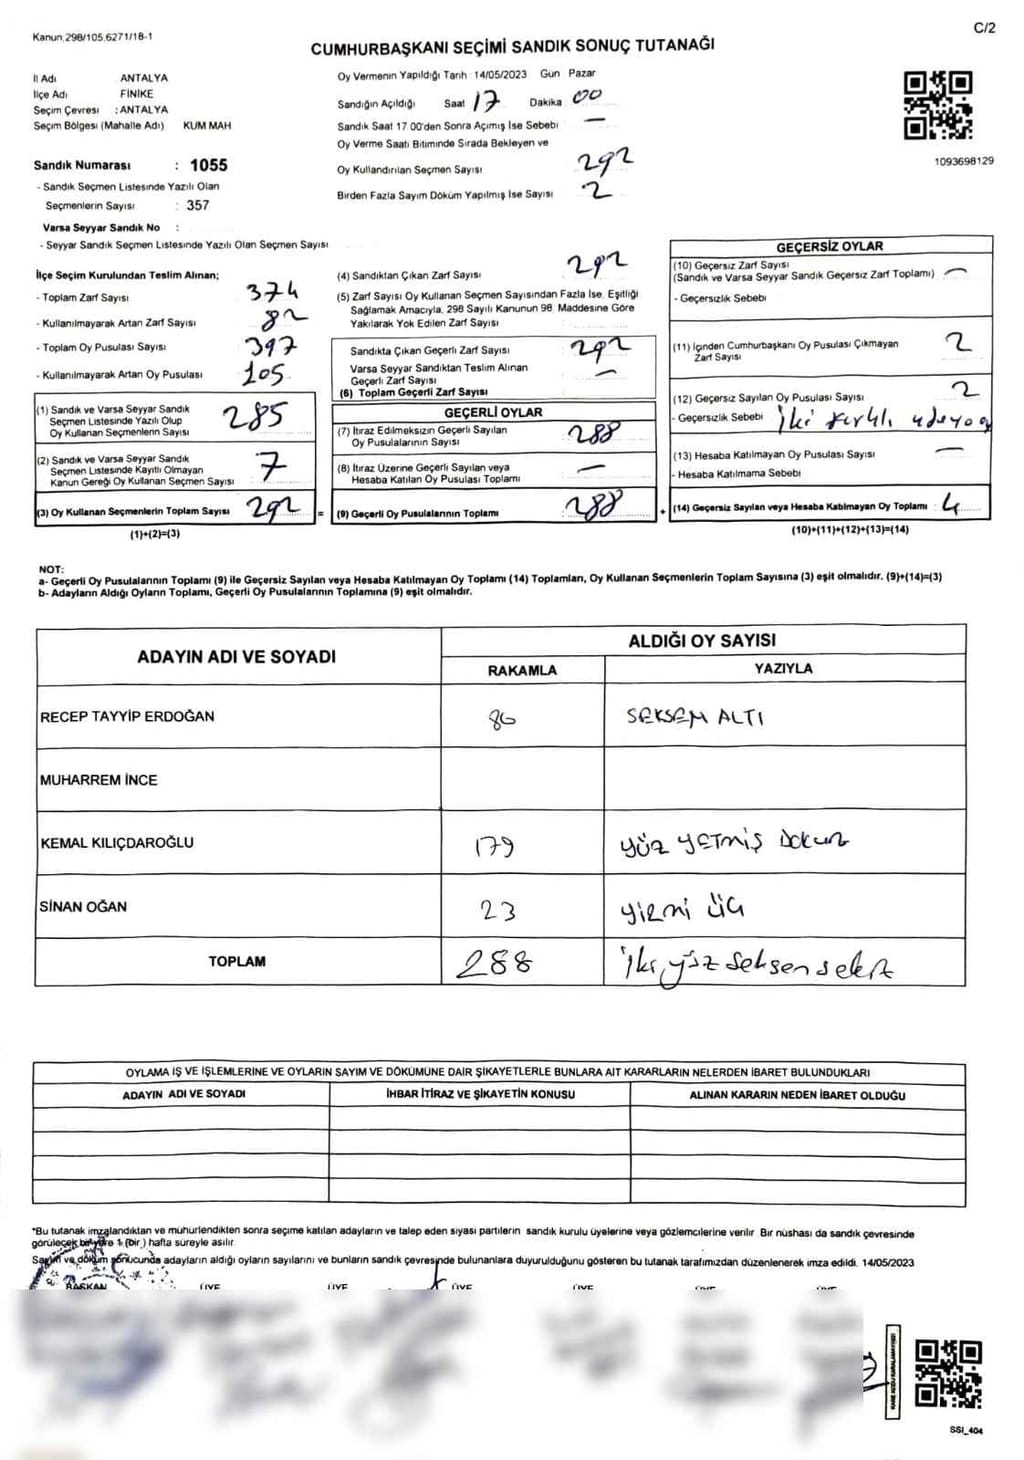 Kanun.298/105.6271/18-1
C/2
CUMHURBAŞKANI SEÇİMİ SANDIK SONUÇ TUTANAĞI
İl Adı ANTALYA
İlçe Adı FİNİKE
Seçim Çevresi : ANTALYA
Seçim Bölgesi (Mahalle Adı) KUM MAH
Sandık Numarası : 1055
- Sandık Seçmen Listesinde Yazılı Olan
Seçmenlerin Sayısı : 357
Varsa Seyyar Sandık No :
- Seyyar Sandık Seçmen Listesinde Yazılı Olan Seçmen Sayısı
Oy Vermenin Yapıldığı Tarih : 14/05/2023 Gün Pazar
Sandığın Açıldığı Saat 17 Dakika 00
Sandık Saat 17 00'den Sonra Açılmış İse Sebebi —
Oy Verme Saati Bitiminde Sırada Bekleyen ve
Oy Kullandırılan Seçmen Sayısı 292
Birden Fazla Sayım Döküm Yapılmış İse Sayısı 2
1093698129
İlçe Seçim Kurulundan Teslim Alınan;
- Toplam Zarf Sayısı 374
- Kullanılmayarak Artan Zarf Sayısı 82
- Toplam Oy Pusulası Sayısı 397
- Kullanılmayarak Artan Oy Pusulası 105
(1) Sandık ve Varsa Seyyar Sandık
Seçmen Listesinde Yazılı Olup
Oy Kullanan Seçmenlerin Sayısı 285
(2) Sandık ve Varsa Seyyar Sandık
Seçmen Listesinde Kayıtlı Olmayan
Kanun Gereği Oy Kullanan Seçmen Sayısı 7
(3) Oy Kullanan Seçmenlerin Toplam Sayısı 292 =
(1)+(2)=(3)
(4) Sandıktan Çıkan Zarf Sayısı 292
(5) Zarf Sayısı Oy Kullanan Seçmen Sayısından Fazla İse, Eşitliği
Sağlamak Amacıyla, 298 Sayılı Kanunun 98. Maddesine Göre
Yakılarak Yok Edilen Zarf Sayısı
Sandıkta Çıkan Geçerli Zarf Sayısı 292
Varsa Seyyar Sandıktan Teslim Alınan
Geçerli Zarf Sayısı —
(6) Toplam Geçerli Zarf Sayısı
GEÇERLİ OYLAR
(7) İtiraz Edilmeksizin Geçerli Sayılan
Oy Pusulalarının Sayısı 288
(8) İtiraz Üzerine Geçerli Sayılan veya
Hesaba Katılan Oy Pusulası Toplamı —
(9) Geçerli Oy Pusulalarının Toplamı 288 +
GEÇERSİZ OYLAR
(10) Geçersiz Zarf Sayısı
(Sandık ve Varsa Seyyar Sandık Geçersiz Zarf Toplamı) —
- Geçersizlik Sebebi
(11) İçinden Cumhurbaşkanı Oy Pusulası Çıkmayan
Zarf Sayısı 2
(12) Geçersiz Sayılan Oy Pusulası Sayısı 2
- Geçersizlik Sebebi İki
(13) Hesaba Katılmayan Oy Pusulası Sayısı —
- Hesaba Katılmama Sebebi
(14) Geçersiz Sayılan veya Hesaba Katılmayan Oy Toplamı : 4
(10)+(11)+(12)+(13)=(14)
NOT:
a- Geçerli Oy Pusulalarının Toplamı (9) ile Geçersiz Sayılan veya Hesaba Katılmayan Oy Toplamı (14) Toplamları, Oy Kullanan Seçmenlerin Toplam Sayısına (3) eşit olmalıdır. (9)+(14)=(3)
b- Adayların Aldığı Oyların Toplamı, Geçerli Oy Pusulalarının Toplamına (9) eşit olmalıdır.
ADAYIN ADI VE SOYADI ALDIĞI OY SAYISI
RAKAMLA YAZIYLA
RECEP TAYYİP ERDOĞAN 86 SEKSEN ALTI
MUHARREM İNCE
KEMAL KILIÇDAROĞLU 179 YÜZ YETMİŞ DOKUZ
SİNAN OĞAN 23 YİRMİ ÜÇ
TOPLAM 288 İki yüz seksen sekiz
OYLAMA İŞ VE İŞLEMLERİNE VE OYLARIN SAYIM VE DÖKÜMÜNE DAİR ŞİKAYETLERLE BUNLARA AİT KARARLARIN NELERDEN İBARET BULUNDUKLARI
ADAYIN ADI VE SOYADI İHBAR İTİRAZ VE ŞİKAYETİN KONUSU ALINAN KARARIN NEDEN İBARET OLDUĞU
*Bu tutanak imzalandıktan ve mühürlendikten sonra seçime katılan adayların ve talep eden siyasi partilerin sandık kurulu üyelerine veya gözlemcilerine verilir. Bir nüshası da sandık çevresinde
görülecek bir yere 1 (bir) hafta süreyle asılır.
Sayım ve döküm sonucunda adayların aldığı oyların sayılarını ve bunların sandık çevresinde bulunanlara duyurulduğunu gösteren bu tutanak tarafımızdan düzenlenerek imza edildi. 14/05/2023
BAŞKAN ÜYE ÜYE ÜYE ÜYE ÜYE ÜYE
SSI_404